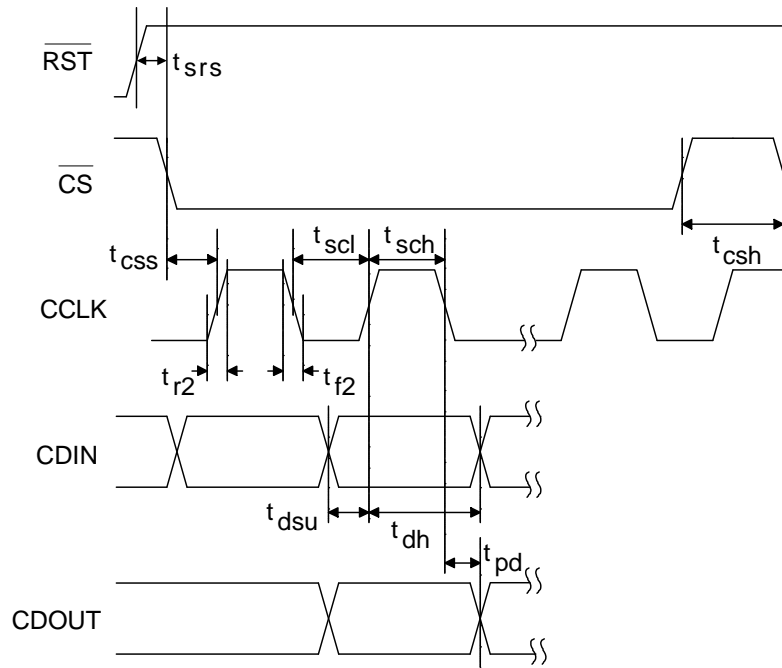 RST
t srs
CS
t css
t scl
t sch
t csh
CCLK
t r2
t f2
CDIN
t dsu
t dh
t pd
CDOUT